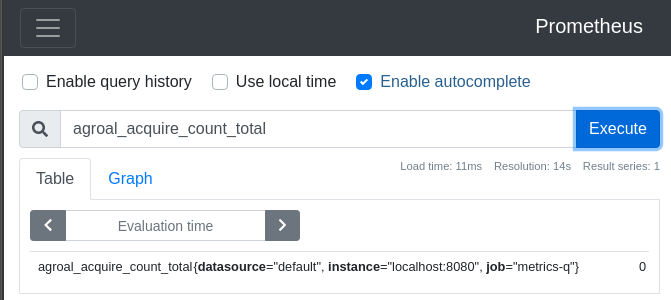 Prometheus
Enable query history Use local time Enable autocomplete
agroal_acquire_count_total Execute
Load time: 11ms Resolution: 14s Result series: 1
Table Graph
Evaluation time
agroal_acquire_count_total{datasource="default", instance="localhost:8080", job="metrics-q"} 0